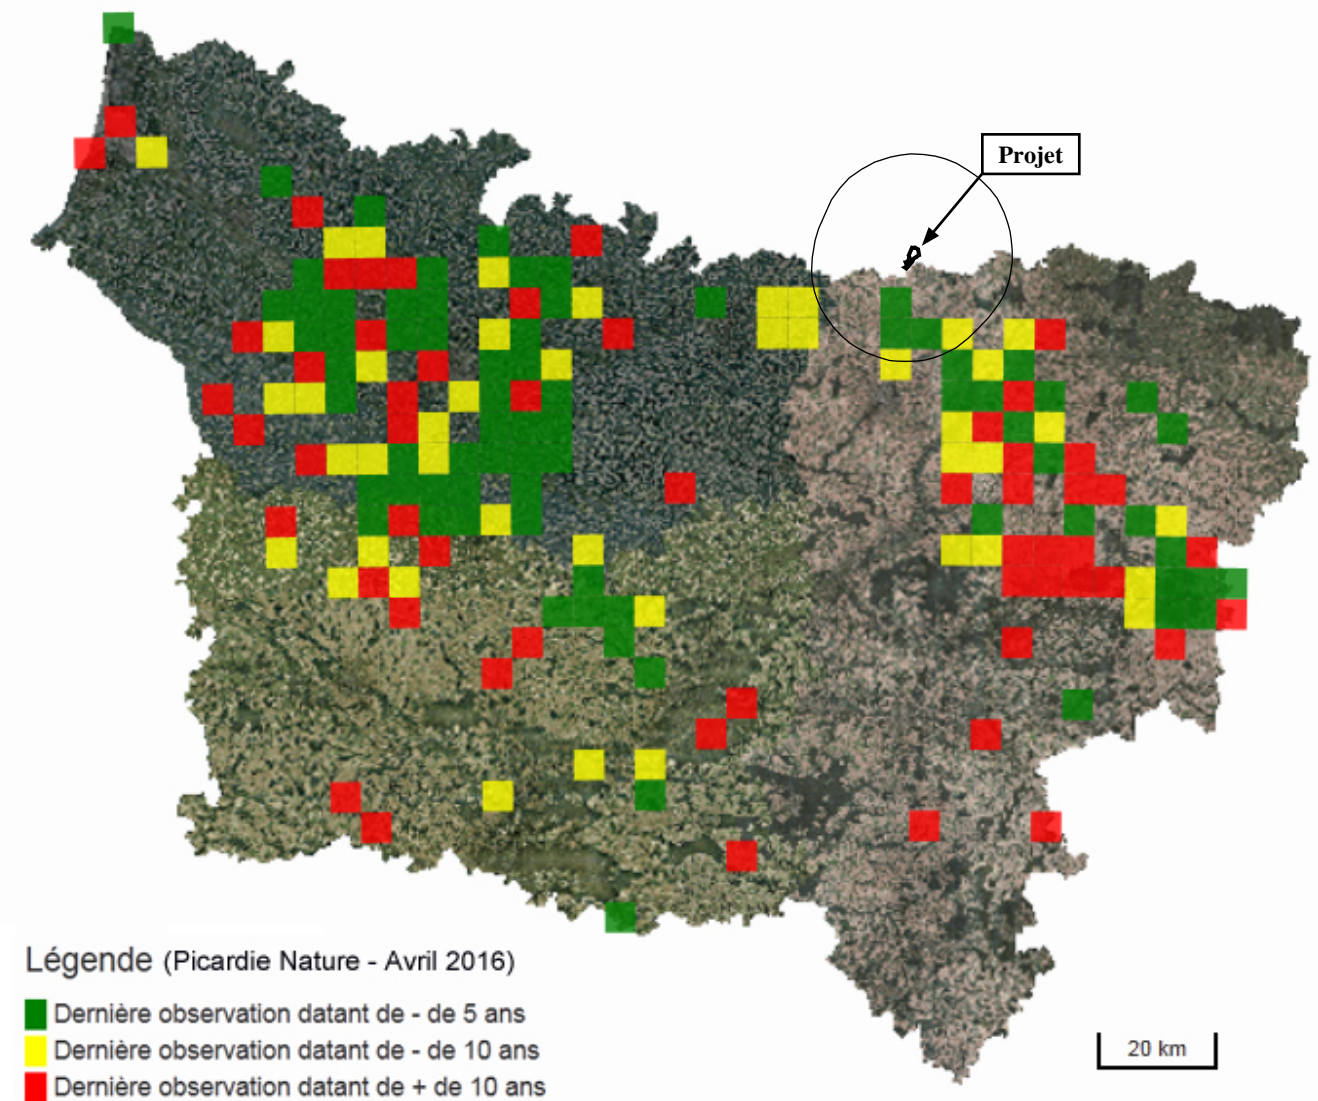 Projet
Légende (Picardie Nature - Avril 2016)
Dernière observation datant de - de 5 ans
Dernière observation datant de - de 10 ans
Dernière observation datant de + de 10 ans
20 km